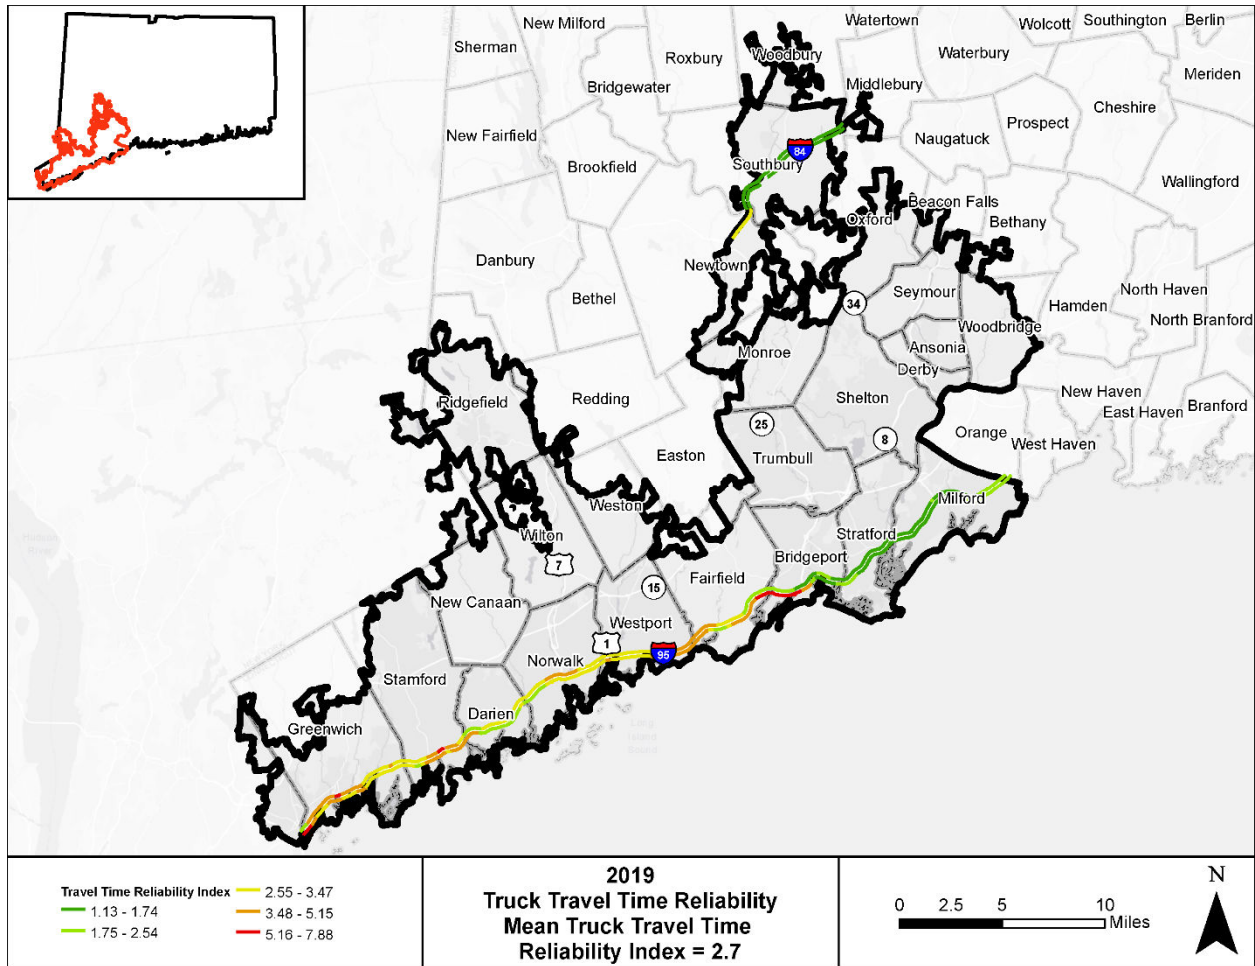 New Milford
Watertown
Wolcott
Southington
Berlin
Sherman
Roxbury
Woodbury
Waterbury
Bridgewater
Middlebury
Meriden
Cheshire
New Fairfield
Prospect
Naugatuck
84
Brookfield
Southbury
Wallingford
Beacon Falls
Oxford
Bethany
Danbury
Newtown
Bethel
Seymour
North Haven
34
Hamden
Woodbridge
North Branford
Ansonia
Monroe
Derby
New Haven
Ridgefield
Redding
Shelton
East Haven
Branford
25
Orange
8
West Haven
Easton
Trumbull
Milford
Weston
Wilton
Stratford
Bridgeport
7
Fairfield
15
New Canaan
Westport
1
95
Norwalk
Stamford
Darien
Greenwich
Travel Time Reliability Index
1.13 - 1.74
1.75 - 2.54
2.55 - 3.47
3.48 - 5.15
5.16 - 7.88
2019
Truck Travel Time Reliability
Mean Truck Travel Time
Reliability Index = 2.7
0 2.5 5 10
Miles
N